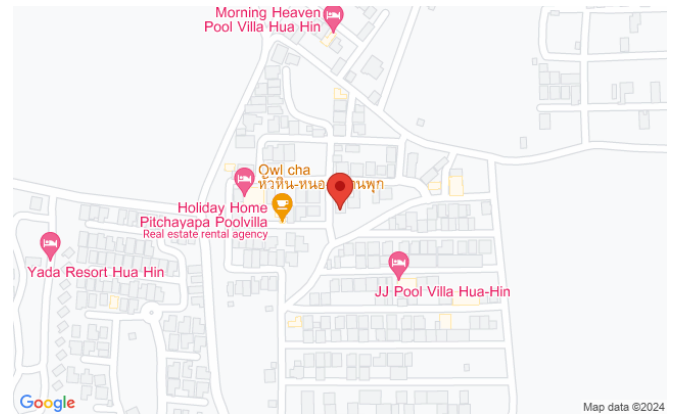 Morning Heaven
Pool Villa Hua Hin
Owl cha
Holiday Home
Pitchayapa Poolvilla
Real estate rental agency
Yada Resort Hua Hin
JJ Pool Villa Hua-Hin
Google
Map data ©2024